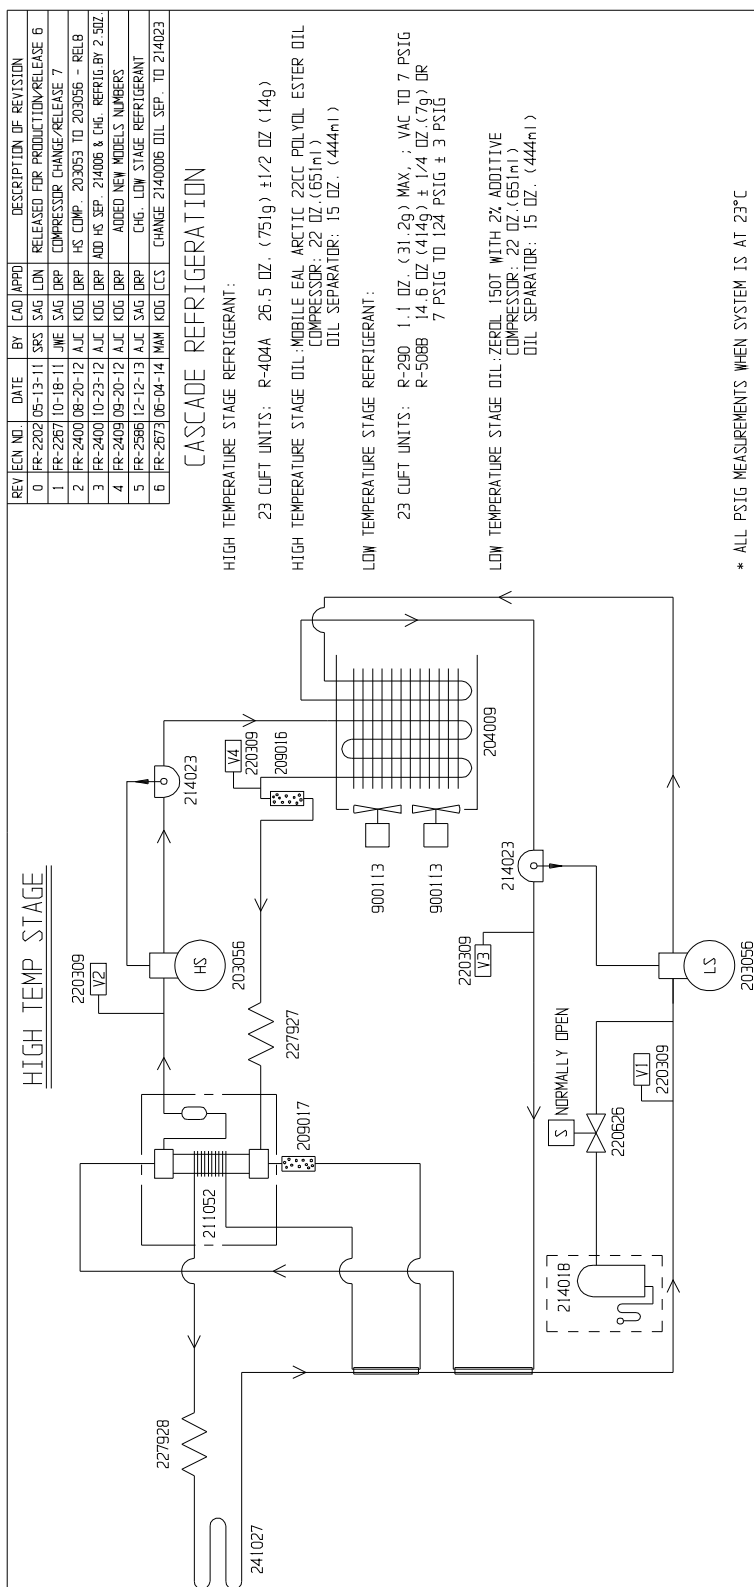 REV ECN NO. DATE BY CAD APPD DESCRIPTION OF REVISION
0 FR-2202 05-13-11 SRS SAG LON RELEASED FOR PRODUCTION/RELEASE 6
1 FR-2267 10-18-11 JWE SAG DRP COMPRESSOR CHANGE/RELEASE 7
2 FR-2400 08-20-12 AJC KDG DRP HS COMP. 203053 TO 203056 - REL8
3 FR-2400 10-23-12 AJC KDG DRP ADD HS SEP. 214006 & CHG. REFRIG.BY 2.5OZ.
4 FR-2409 09-20-12 AJC KDG DRP ADDED NEW MODELS NUMBERS
5 FR-2586 12-12-13 AJC SAG DRP CHG. LOW STAGE REFRIGERANT
6 FR-2673 06-04-14 MAM KDG CCS CHANGE 2140006 OIL SEP. TO 214023
CASCADE REFRIGERATION
HIGH TEMPERATURE STAGE REFRIGERANT:
23 CUFT UNITS: R-404A 26.5 OZ. (751g) ±1/2 OZ (14g)
HIGH TEMPERATURE STAGE OIL:MOBILE EAL ARCTIC 22CC POLYOL ESTER OIL
COMPRESSOR: 22 OZ.(651ml)
OIL SEPARATOR: 15 OZ. (444ml)
LOW TEMPERATURE STAGE REFRIGERANT:
23 CUFT UNITS: R-290 1.1 OZ. (31.2g) MAX, ; VAC TO 7 PSIG
R-508B 14.6 OZ (414g) ± 1/4 OZ.(7g) OR
7 PSIG TO 124 PSIG ± 3 PSIG
LOW TEMPERATURE STAGE OIL:ZEROL 150T WITH 2% ADDITIVE
COMPRESSOR: 22 OZ.(651ml)
OIL SEPARATOR: 15 OZ. (444ml)
* ALL PSIG MEASUREMENTS WHEN SYSTEM IS AT 23°C
HIGH TEMP STAGE
220309
V2
HS
203056
214023
V4
220309
209016
204009
900113
900113
227927
209017
211052
227928
241027
214023
220309
V3
S NORMALLY OPEN
220626
214018
V1
220309
LS
203056